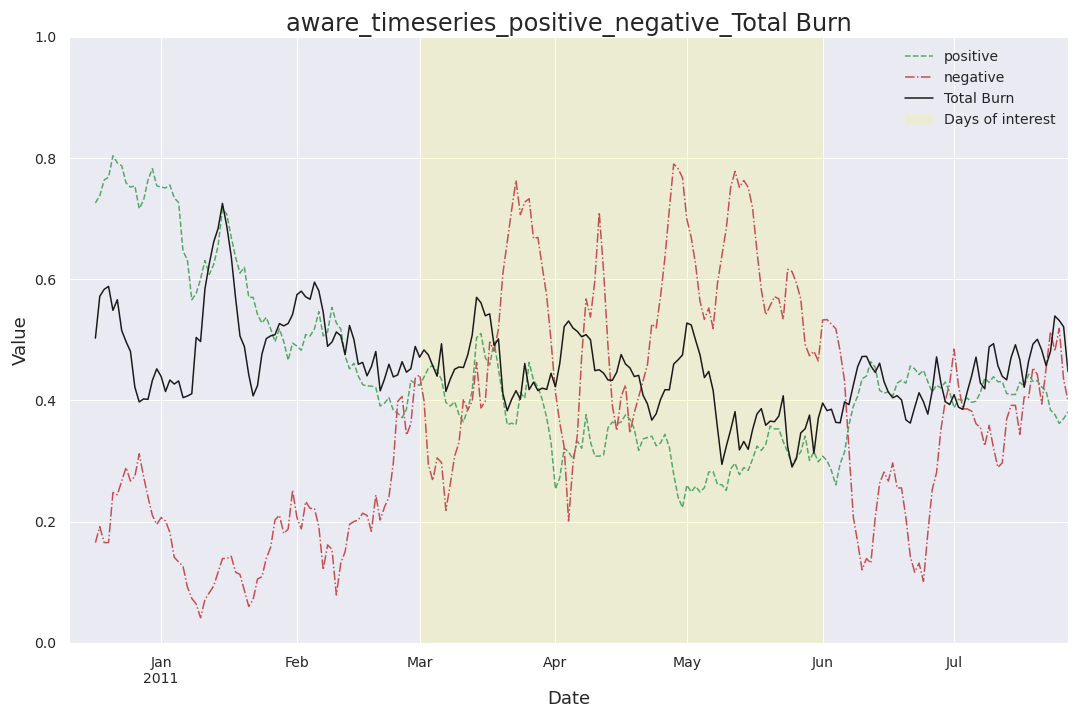 aware_timeseries_positive_negative_Total Burn
1.0
0.8
0.6
0.4
0.2
0.0
Value
positive
negative
Total Burn
Days of interest
Jan
2011
Feb
Mar
Apr
May
Jun
Jul
Date